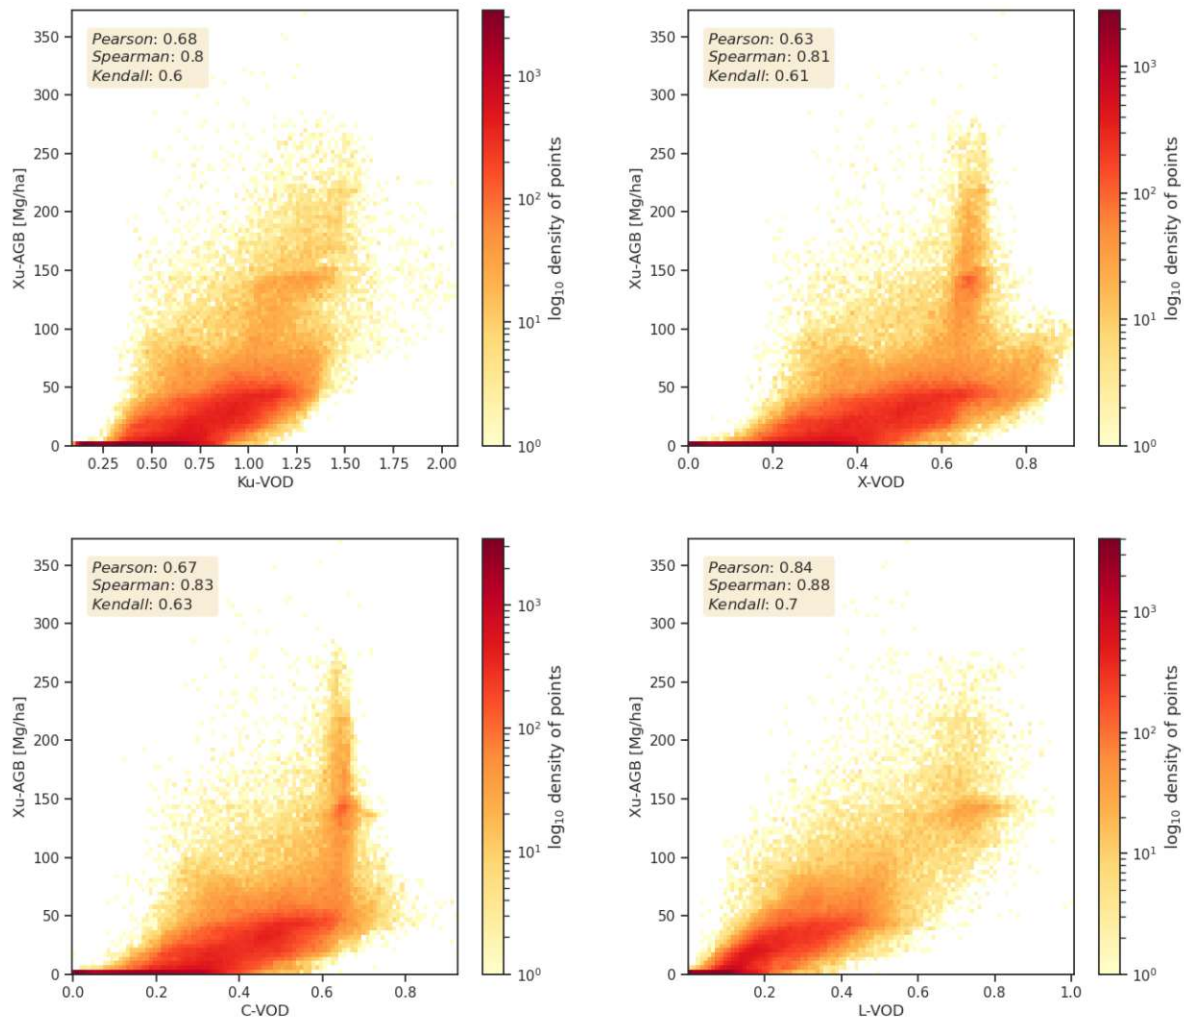 Pearson: 0.68
Spearman: 0.8
Kendall: 0.6
350
300
250
200
150
100
50
0
Xu-AGB [Mg/ha]
0.25 0.50 0.75 1.00 1.25 1.50 1.75 2.00
Ku-VOD
10³
10²
10¹
10⁰
log₁₀ density of points
Pearson: 0.63
Spearman: 0.81
Kendall: 0.61
350
300
250
200
150
100
50
0
Xu-AGB [Mg/ha]
0.0 0.2 0.4 0.6 0.8
X-VOD
10³
10²
10¹
10⁰
log₁₀ density of points
Pearson: 0.67
Spearman: 0.83
Kendall: 0.63
350
300
250
200
150
100
50
0
Xu-AGB [Mg/ha]
0.0 0.2 0.4 0.6 0.8
C-VOD
10³
10²
10¹
10⁰
log₁₀ density of points
Pearson: 0.84
Spearman: 0.88
Kendall: 0.7
350
300
250
200
150
100
50
0
Xu-AGB [Mg/ha]
0.2 0.4 0.6 0.8 1.0
L-VOD
10³
10²
10¹
10⁰
log₁₀ density of points